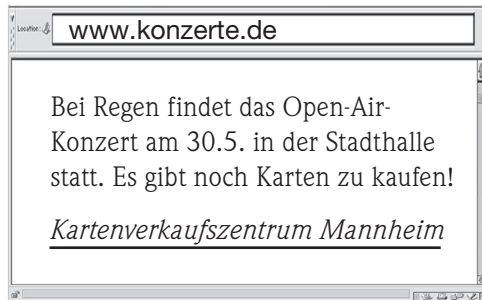 Location:
www.konzerte.de
Bei Regen findet das Open-Air-
Konzert am 30.5. in der Stadthalle
statt. Es gibt noch Karten zu kaufen!
Kartenverkaufszentrum Mannheim